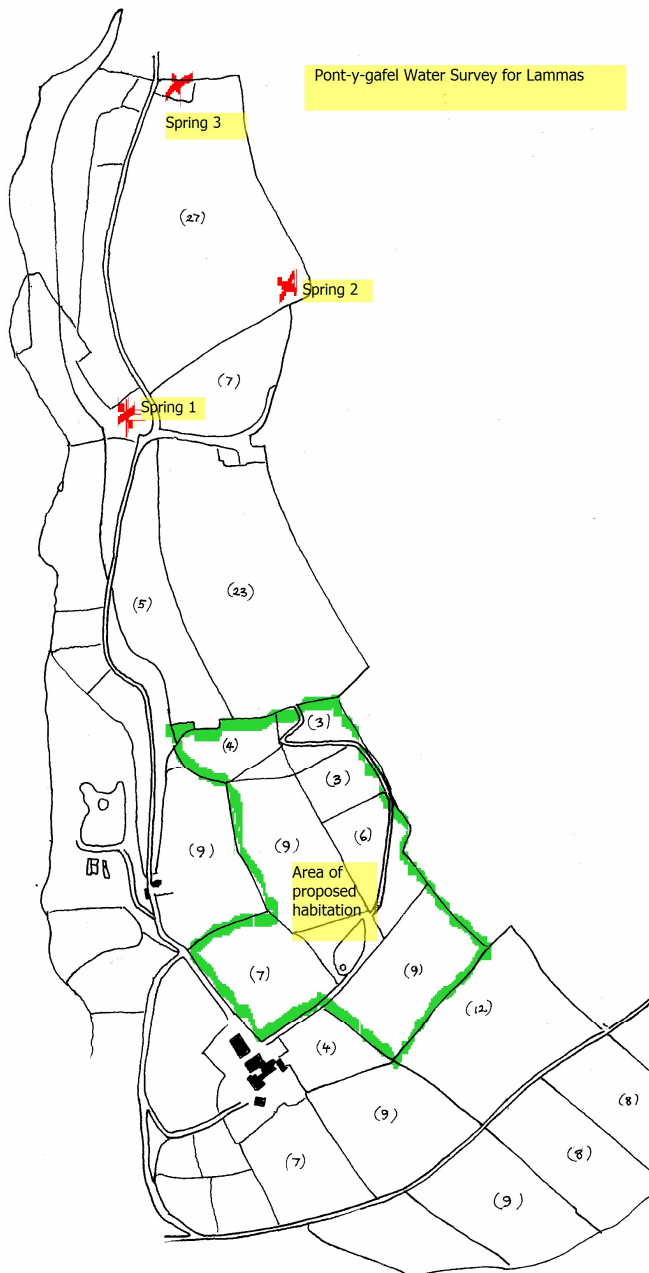 Pont-y-gafel Water Survey for Lammas
Spring 3
(27)
Spring 2
(7)
Spring 1
(5)
(23)
(3)
(4)
(3)
(6)
(9)
(9)
Area of
proposed
habitation
(7)
(9)
(12)
(4)
(9)
(8)
(8)
(7)
(9)